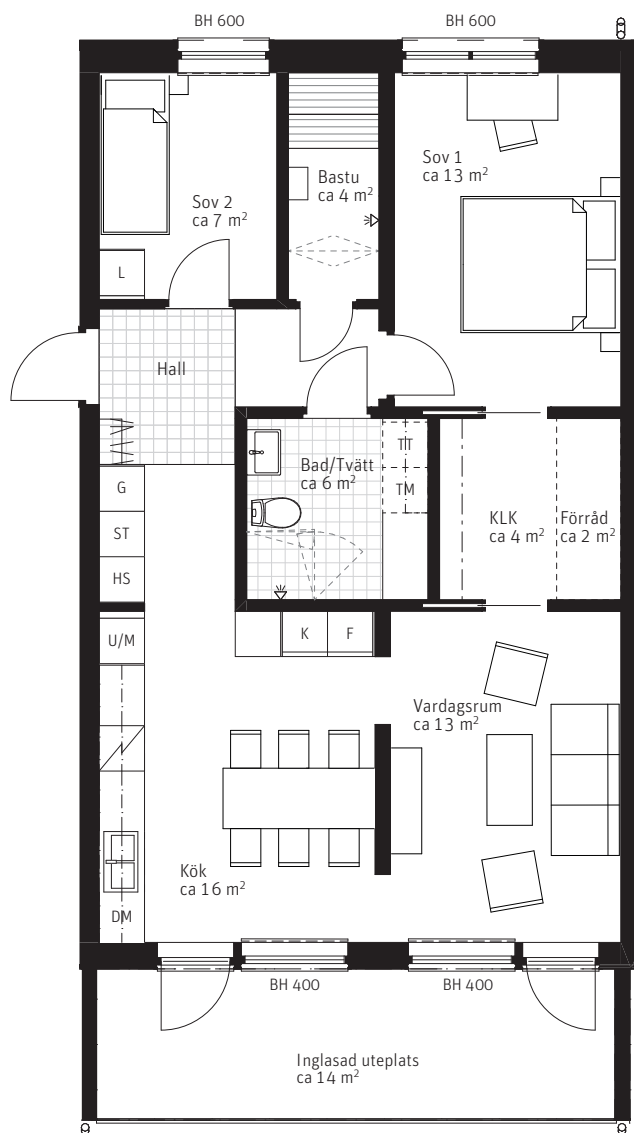 BH 600
BH 600
Sov 1
ca 13 m²
Bastu
ca 4 m²
Sov 2
ca 7 m²
L
Hall
Bad/Tvätt
ca 6 m²
TT
TM
G
ST
HS
KLK
ca 4 m²
Förråd
ca 2 m²
U/M
K
F
Vardagsrum
ca 13 m²
Kök
ca 16 m²
DM
BH 400
BH 400
Inglasad uteplats
ca 14 m²